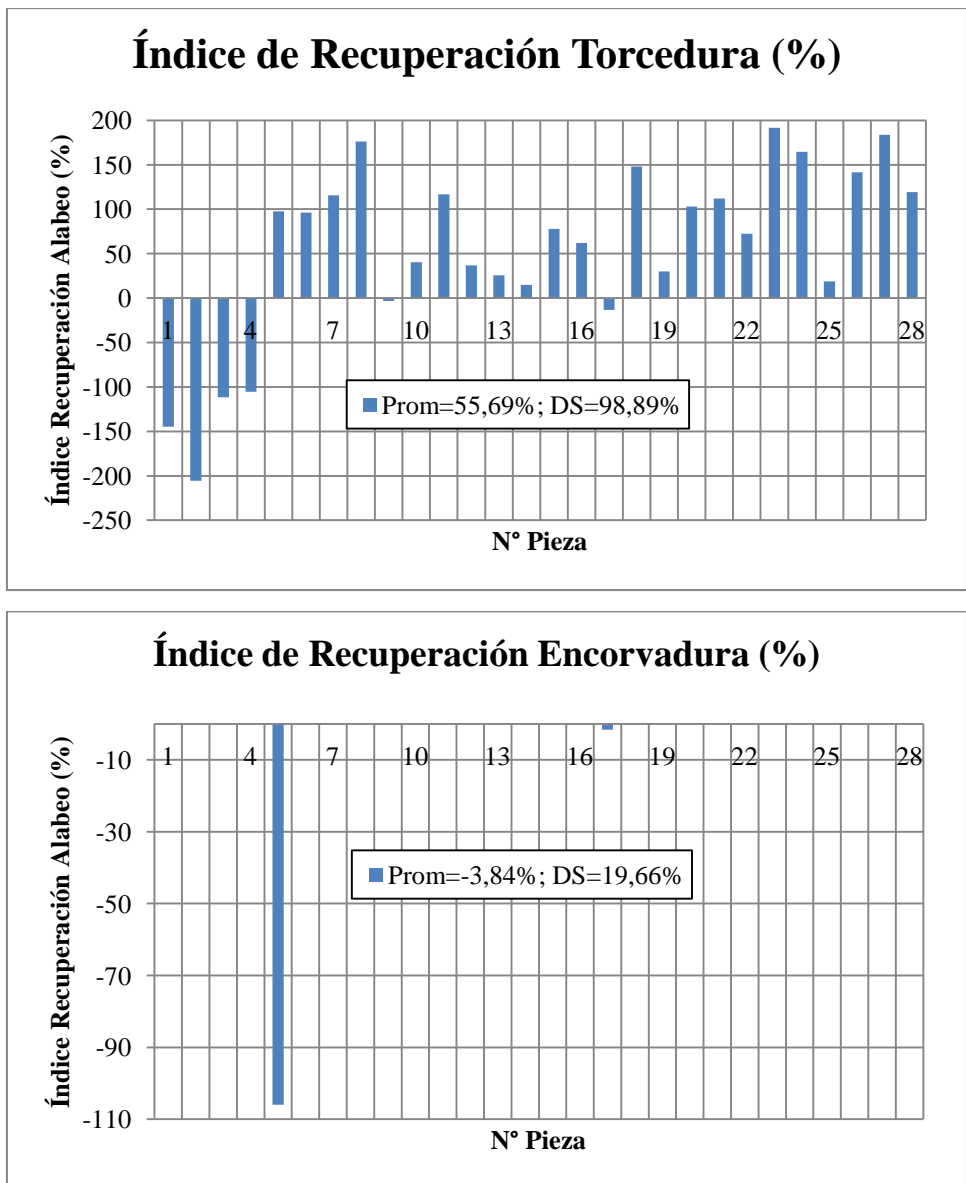 Índice de Recuperación Torcedura (%)
Índice Recuperación Alabeo (%)
200
150
100
50
0
-50
-100
-150
-200
-250
1 4 7 10 13 16 19 22 25 28
Prom=55,69%; DS=98,89%
N° Pieza
Índice de Recuperación Encorvadura (%)
Índice Recuperación Alabeo (%)
-10
-30
-50
-70
-90
-110
1 4 7 10 13 16 19 22 25 28
Prom=-3,84%; DS=19,66%
N° Pieza